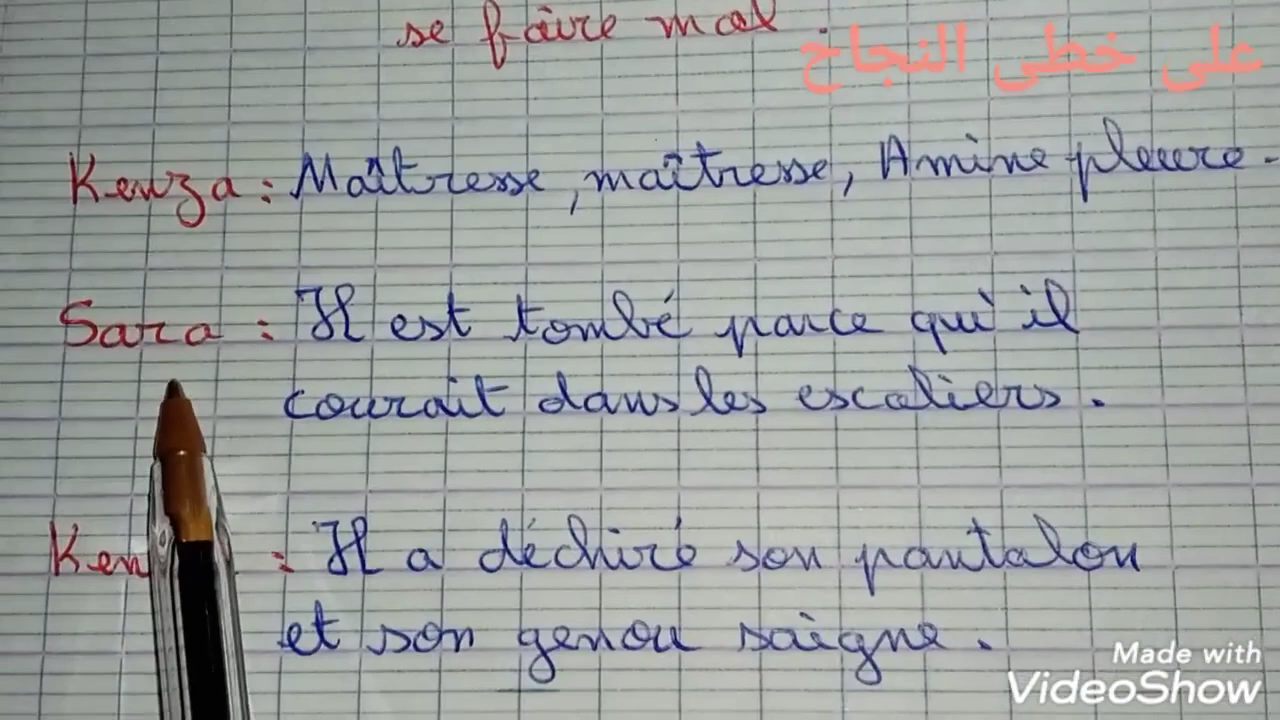 se faire mal.
على خطى النجاح
Kenza : Maîtresse, maîtresse, Amine pleure.
Sara : Il est tombé parce qu'il
courait dans les escaliers.
Ken : Il a déchiré son pantalon
et son genou saigne.
Made with
VideoShow